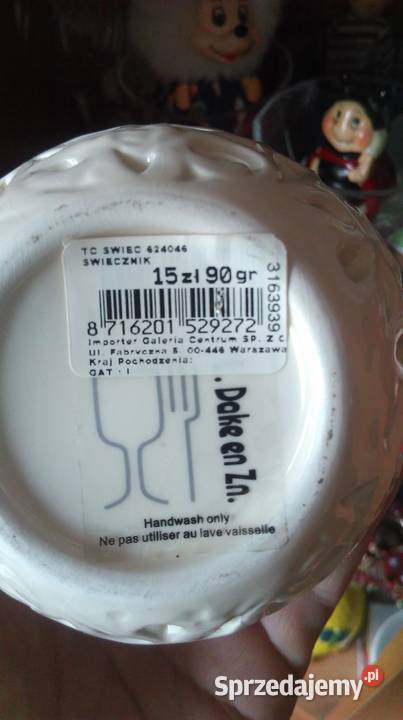 TC SWIEC 624046
SWIECZNIK
15 zł 90 gr
3163939
8 716201 529272
Importer Galeria Centrum SP. Z O
Ul. Fabryczna 5, 00-446 Warszawa
Kraj Pochodzenia:
GAT : I
. Dake en Zn.
Handwash only
Ne pas utiliser au lave vaisselle
Sprzedajemy.pl